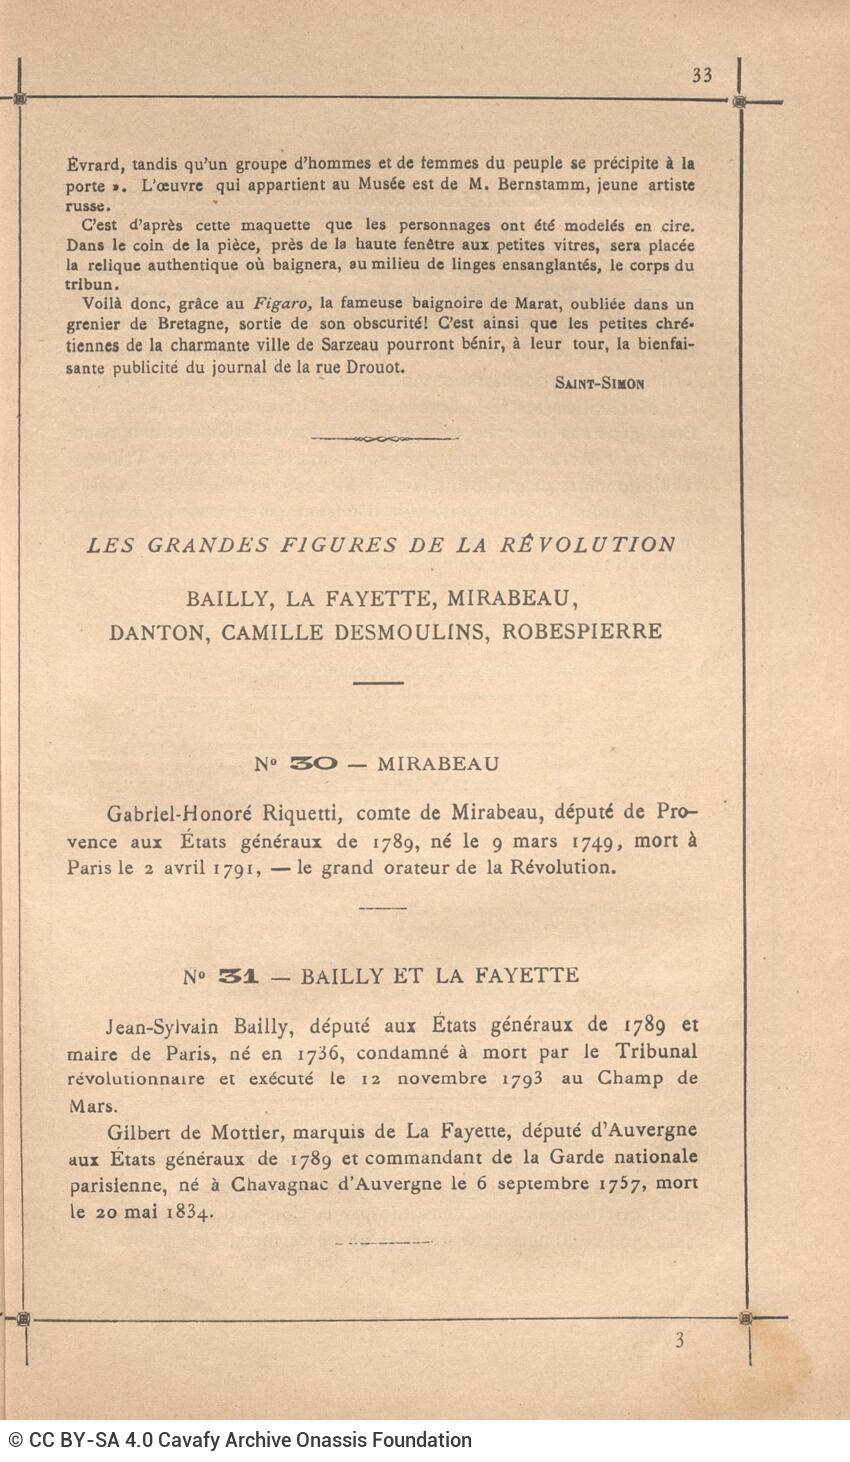 33
Évrard, tandis qu'un groupe d'hommes et de femmes du peuple se précipite à la
porte ». L'œuvre qui appartient au Musée est de M. Bernstamm, jeune artiste
russe.
C'est d'après cette maquette que les personnages ont été modelés en cire.
Dans le coin de la pièce, près de la haute fenêtre aux petites vitres, sera placée
la relique authentique où baignera, au milieu de linges ensanglantés, le corps du
tribun.
Voilà donc, grâce au Figaro, la fameuse baignoire de Marat, oubliée dans un
grenier de Bretagne, sortie de son obscurité! C'est ainsi que les petites chré-
tiennes de la charmante ville de Sarzeau pourront bénir, à leur tour, la bienfai-
sante publicité du journal de la rue Drouot.
SAINT-SIMON
LES GRANDES FIGURES DE LA RÊVOLUTION
BAILLY, LA FAYETTE, MIRABEAU,
DANTON, CAMILLE DESMOULINS, ROBESPIERRE
Nº 30 — MIRABEAU
Gabriel-Honoré Riquetti, comte de Mirabeau, député de Pro-
vence aux États généraux de 1789, né le 9 mars 1749, mort à
Paris le 2 avril 1791, — le grand orateur de la Révolution.
Nº 31 — BAILLY ET LA FAYETTE
Jean-Sylvain Bailly, député aux États généraux de 1789 et
maire de Paris, né en 1736, condamné à mort par le Tribunal
révolutionnaire et exécuté le 12 novembre 1793 au Champ de
Mars.
Gilbert de Mottier, marquis de La Fayette, député d'Auvergne
aux États généraux de 1789 et commandant de la Garde nationale
parisienne, né à Chavagnac d'Auvergne le 6 septembre 1757, mort
le 20 mai 1834.
3
© CC BY-SA 4.0 Cavafy Archive Onassis Foundation